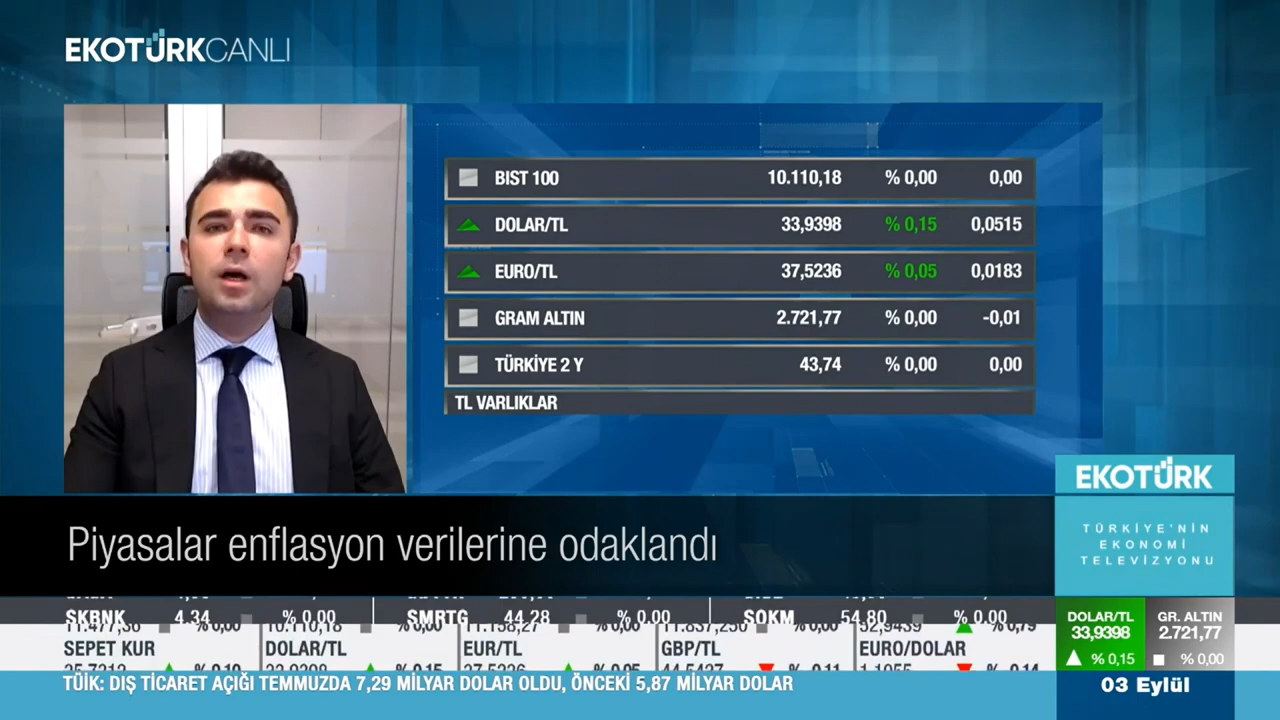 EKOTÜRK CANLI
BIST 100 10.110,18 % 0,00 0,00
DOLAR/TL 33,9398 % 0,15 0,0515
EURO/TL 37,5236 % 0,05 0,0183
GRAM ALTIN 2.721,77 % 0,00 -0,01
TÜRKİYE 2 Y 43,74 % 0,00 0,00
TL VARLIKLAR
EKOTÜRK
TÜRKİYE'NİN
EKONOMİ
TELEVİZYONU
Piyasalar enflasyon verilerine odaklandı
SKBNK 4,34 % 0,00 SMRTG 44,28 % 0,00 SOKM 54,80 % 0,00
SEPET KUR DOLAR/TL EUR/TL GBP/TL EURO/DOLAR
DOLAR/TL
33,9398
% 0,15
GR. ALTIN
2.721,77
% 0,00
TÜİK: DIŞ TİCARET AÇIĞI TEMMUZDA 7,29 MİLYAR DOLAR OLDU, ÖNCEKİ 5,87 MİLYAR DOLAR
03 Eylül